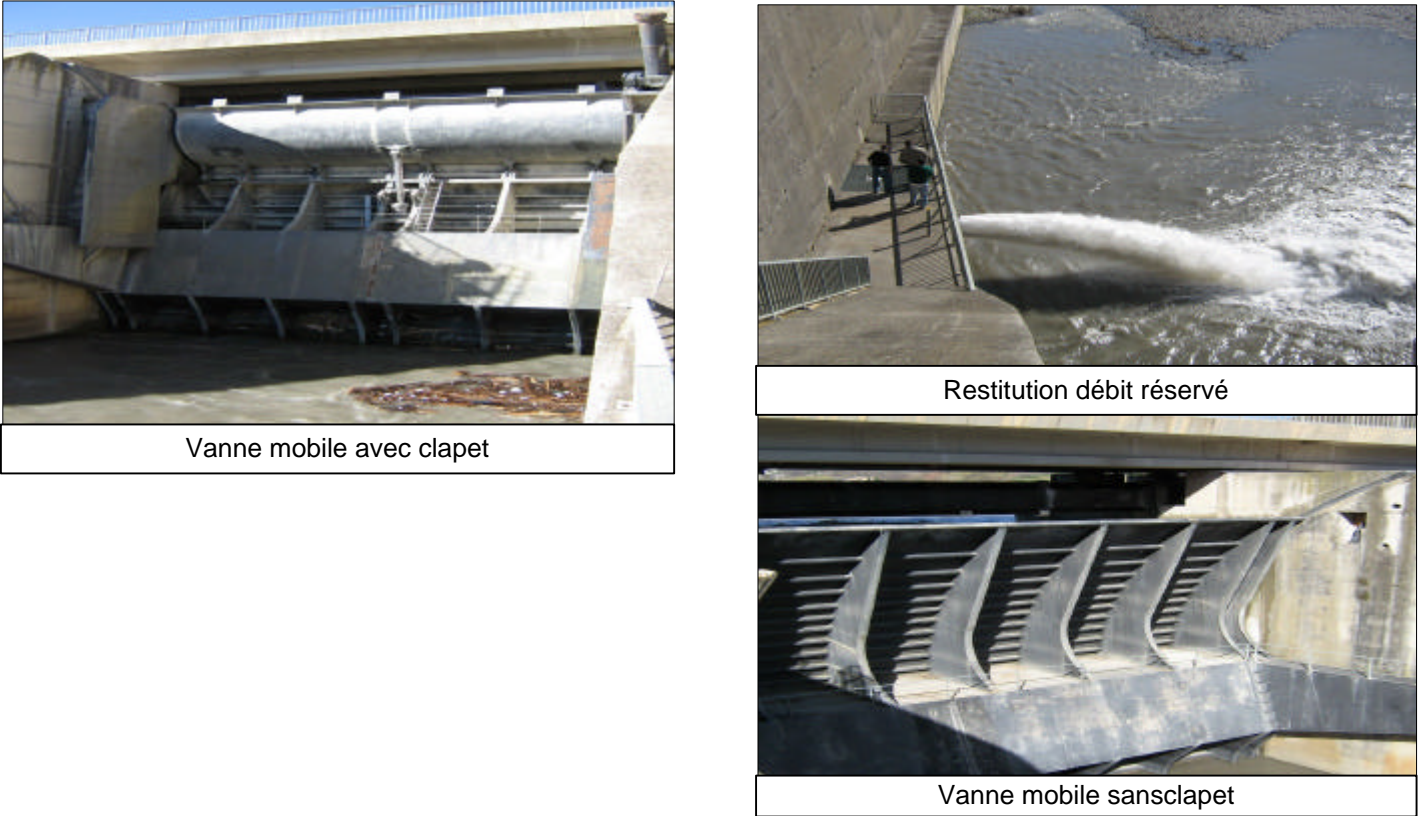 Vanne mobile avec clapet
Restitution débit réservé
Vanne mobile sansclapet